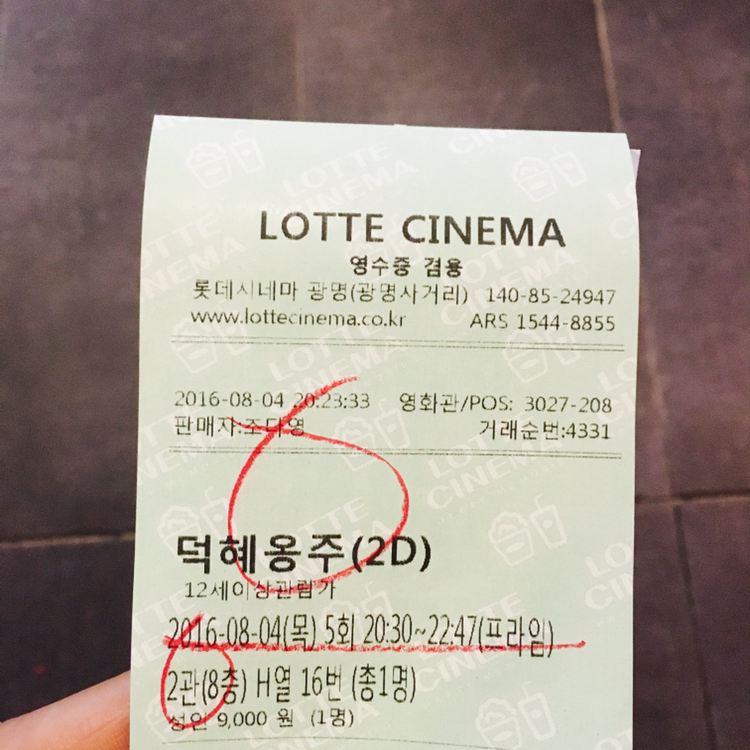 LOTTE CINEMA
영수증 겸용
롯데시네마 광명(광명사거리) 140-85-24947
www.lottecinema.co.kr ARS 1544-8855
2016-08-04 20:23:33 영화관/POS: 3027-208
판매자:조다영 거래순번:4331
덕혜옹주(2D)
12세이상관람가
2016-08-04(목) 5회 20:30~22:47(프라임)
2관(8층) H열 16번 (총1명)
성인 9,000 원 (1명)